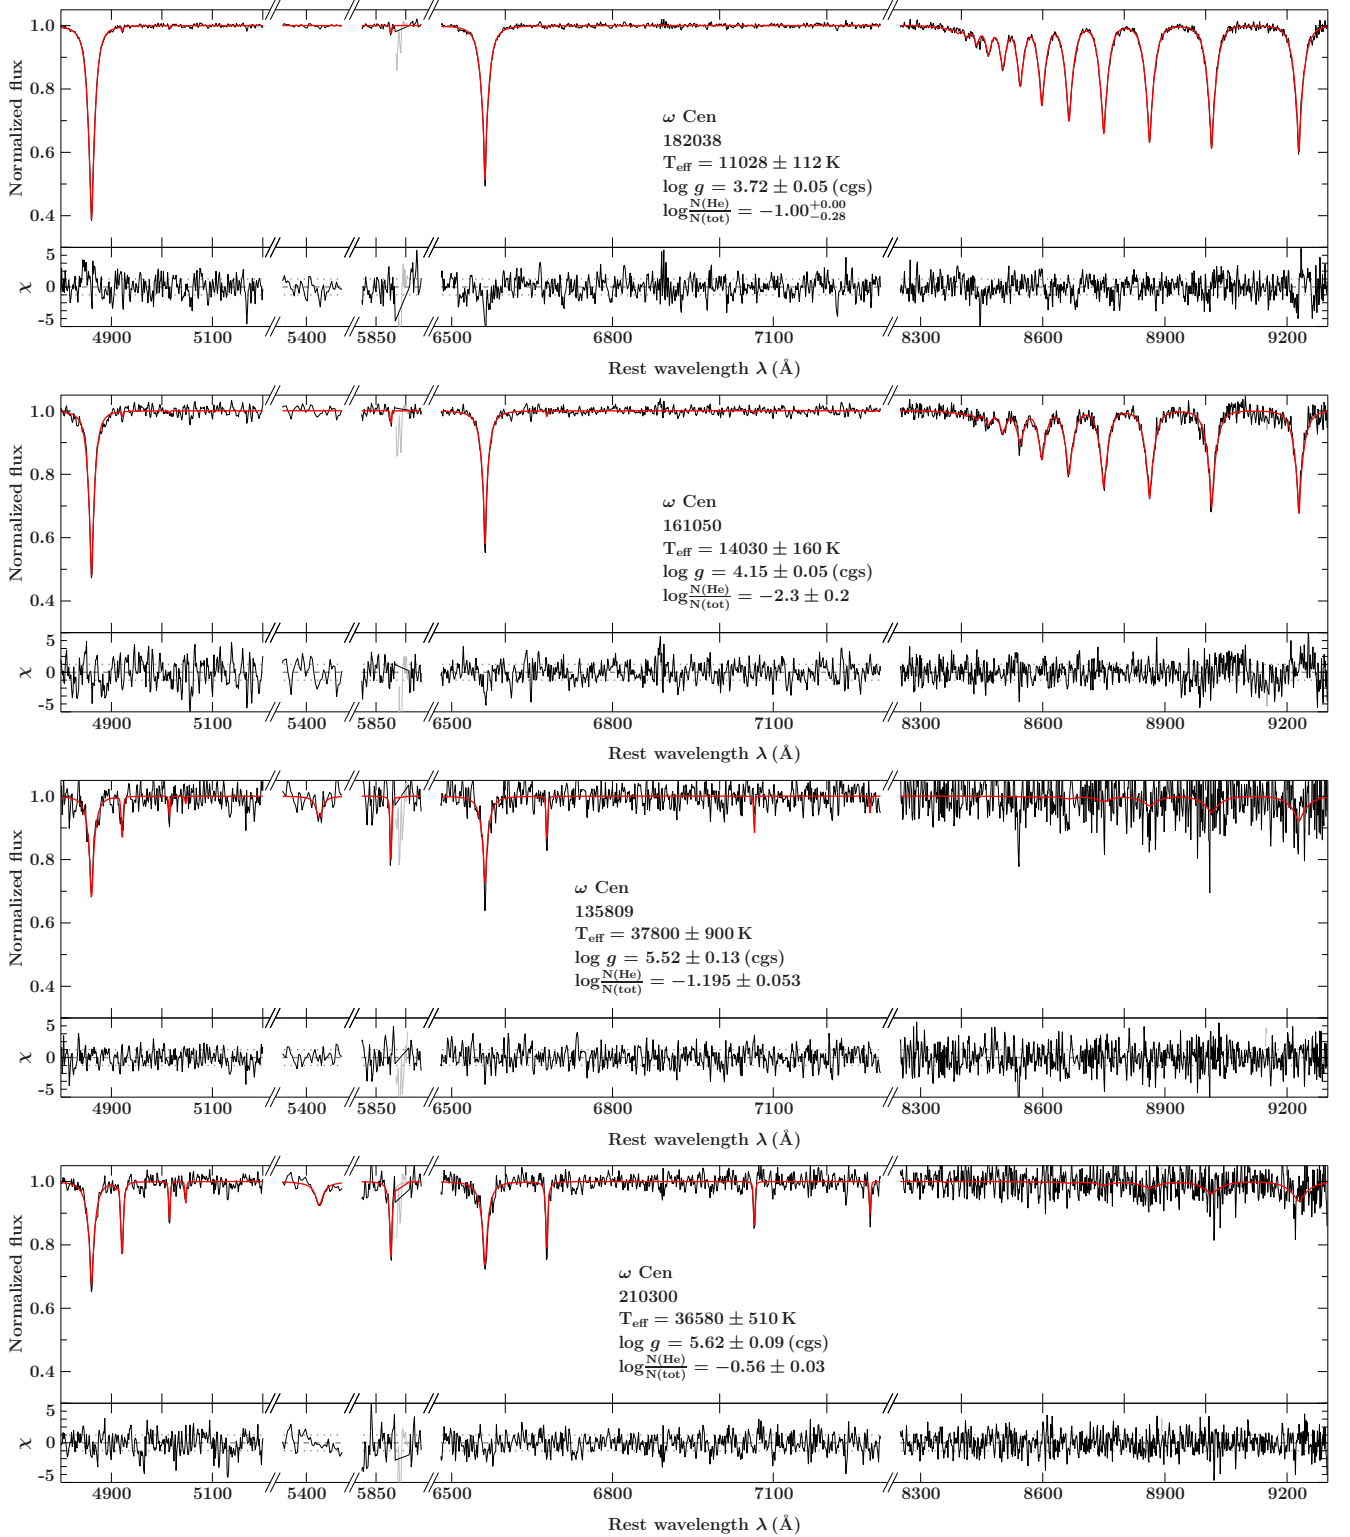 1.0
0.8
0.6
0.4
Normalized flux
ω Cen
182038
T_eff = 11028 ± 112 K
log g = 3.72 ± 0.05 (cgs)
log N(He)/N(tot) = −1.00 +0.00 −0.28
5
0
-5
χ
4900 5100 5400 5850 6500 6800 7100 8300 8600 8900 9200
Rest wavelength λ (Å)
1.0
0.8
0.6
0.4
Normalized flux
ω Cen
161050
T_eff = 14030 ± 160 K
log g = 4.15 ± 0.05 (cgs)
log N(He)/N(tot) = −2.3 ± 0.2
5
0
-5
χ
4900 5100 5400 5850 6500 6800 7100 8300 8600 8900 9200
Rest wavelength λ (Å)
1.0
0.8
0.6
0.4
Normalized flux
ω Cen
135809
T_eff = 37800 ± 900 K
log g = 5.52 ± 0.13 (cgs)
log N(He)/N(tot) = −1.195 ± 0.053
5
0
-5
χ
4900 5100 5400 5850 6500 6800 7100 8300 8600 8900 9200
Rest wavelength λ (Å)
1.0
0.8
0.6
0.4
Normalized flux
ω Cen
210300
T_eff = 36580 ± 510 K
log g = 5.62 ± 0.09 (cgs)
log N(He)/N(tot) = −0.56 ± 0.03
5
0
-5
χ
4900 5100 5400 5850 6500 6800 7100 8300 8600 8900 9200
Rest wavelength λ (Å)